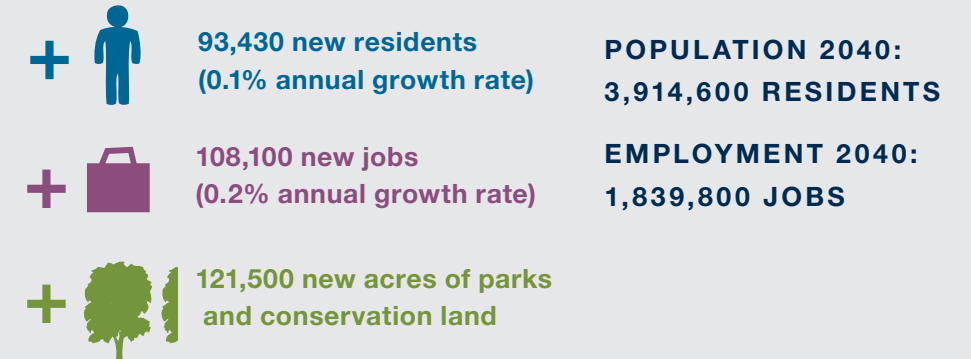 93,430 new residents
(0.1% annual growth rate)
108,100 new jobs
(0.2% annual growth rate)
121,500 new acres of parks
and conservation land
POPULATION 2040:
3,914,600 RESIDENTS
EMPLOYMENT 2040:
1,839,800 JOBS